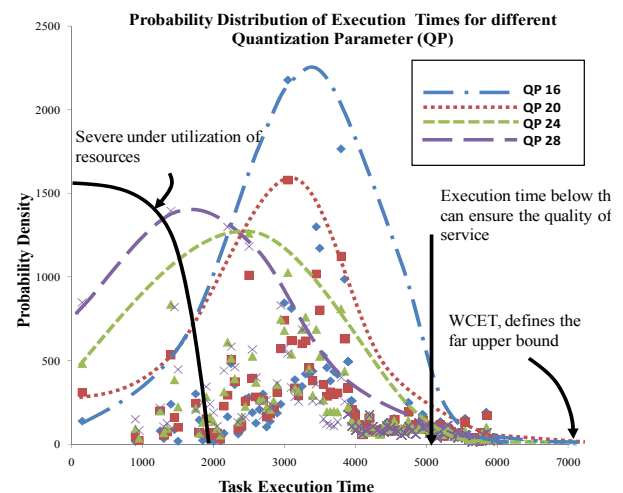 Probability Distribution of Execution Times for different
Quantization Parameter (QP)
2500
2000
1500
1000
500
0
Probability Density
QP 16
QP 20
QP 24
QP 28
Severe under utilization of
resources
Execution time below th
can ensure the quality of
service
WCET, defines the
far upper bound
0
1000
2000
3000
4000
5000
6000
7000
Task Execution Time